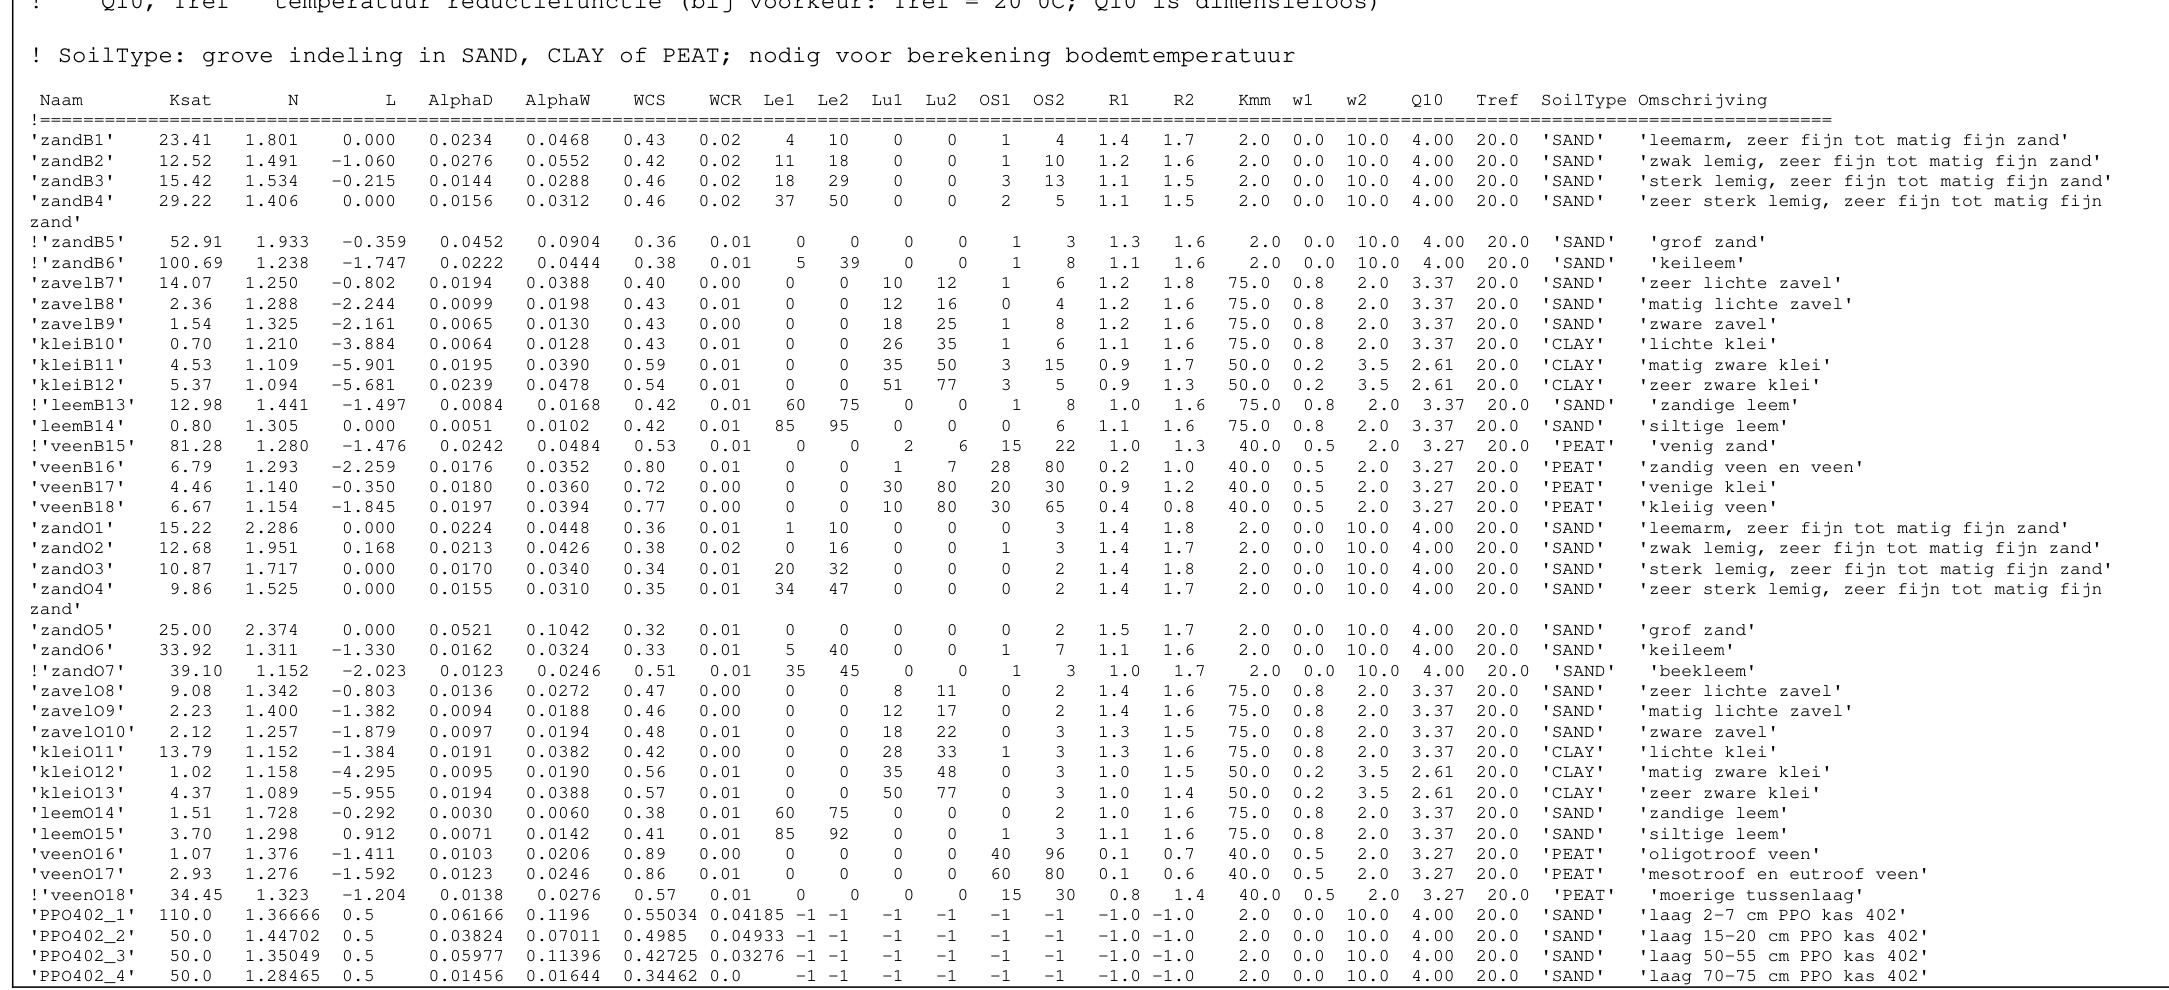 !    Q10, Tref   temperatuur reductiefunctie (bij voorkeur: Tref = 20 0C; Q10 is dimensieloos)
! SoilType: grove indeling in SAND, CLAY of PEAT; nodig voor berekening bodemtemperatuur
Naam Ksat N L AlphaD AlphaW WCS WCR Le1 Le2 Lu1 Lu2 OS1 OS2 R1 R2 Kmm w1 w2 Q10 Tref SoilType Omschrijving
!======================================================================================================================================================================
'zandB1' 23.41 1.801 0.000 0.0234 0.0468 0.43 0.02 4 10 0 0 1 4 1.4 1.7 2.0 0.0 10.0 4.00 20.0 'SAND' 'leemarm, zeer fijn tot matig fijn zand'
'zandB2' 12.52 1.491 -1.060 0.0276 0.0552 0.42 0.02 11 18 0 0 1 10 1.2 1.6 2.0 0.0 10.0 4.00 20.0 'SAND' 'zwak lemig, zeer fijn tot matig fijn zand'
'zandB3' 15.42 1.534 -0.215 0.0144 0.0288 0.46 0.02 18 29 0 0 3 13 1.1 1.5 2.0 0.0 10.0 4.00 20.0 'SAND' 'sterk lemig, zeer fijn tot matig fijn zand'
'zandB4' 29.22 1.406 0.000 0.0156 0.0312 0.46 0.02 37 50 0 0 2 5 1.1 1.5 2.0 0.0 10.0 4.00 20.0 'SAND' 'zeer sterk lemig, zeer fijn tot matig fijn
zand'
!'zandB5' 52.91 1.933 -0.359 0.0452 0.0904 0.36 0.01 0 0 0 0 1 3 1.3 1.6 2.0 0.0 10.0 4.00 20.0 'SAND' 'grof zand'
!'zandB6' 100.69 1.238 -1.747 0.0222 0.0444 0.38 0.01 5 39 0 0 1 8 1.1 1.6 2.0 0.0 10.0 4.00 20.0 'SAND' 'keileem'
'zavelB7' 14.07 1.250 -0.802 0.0194 0.0388 0.40 0.00 0 0 10 12 1 6 1.2 1.8 75.0 0.8 2.0 3.37 20.0 'SAND' 'zeer lichte zavel'
'zavelB8' 2.36 1.288 -2.244 0.0099 0.0198 0.43 0.01 0 0 12 16 0 4 1.2 1.6 75.0 0.8 2.0 3.37 20.0 'SAND' 'matig lichte zavel'
'zavelB9' 1.54 1.325 -2.161 0.0065 0.0130 0.43 0.00 0 0 18 25 1 8 1.2 1.6 75.0 0.8 2.0 3.37 20.0 'SAND' 'zware zavel'
'kleiB10' 0.70 1.210 -3.884 0.0064 0.0128 0.43 0.01 0 0 26 35 1 6 1.1 1.6 75.0 0.8 2.0 3.37 20.0 'CLAY' 'lichte klei'
'kleiB11' 4.53 1.109 -5.901 0.0195 0.0390 0.59 0.01 0 0 35 50 3 15 0.9 1.7 50.0 0.2 3.5 2.61 20.0 'CLAY' 'matig zware klei'
'kleiB12' 5.37 1.094 -5.681 0.0239 0.0478 0.54 0.01 0 0 51 77 3 5 0.9 1.3 50.0 0.2 3.5 2.61 20.0 'CLAY' 'zeer zware klei'
!'leemB13' 12.98 1.441 -1.497 0.0084 0.0168 0.42 0.01 60 75 0 0 1 8 1.0 1.6 75.0 0.8 2.0 3.37 20.0 'SAND' 'zandige leem'
'leemB14' 0.80 1.305 0.000 0.0051 0.0102 0.42 0.01 85 95 0 0 0 6 1.1 1.6 75.0 0.8 2.0 3.37 20.0 'SAND' 'siltige leem'
!'veenB15' 81.28 1.280 -1.476 0.0242 0.0484 0.53 0.01 0 0 2 6 15 22 1.0 1.3 40.0 0.5 2.0 3.27 20.0 'PEAT' 'venig zand'
'veenB16' 6.79 1.293 -2.259 0.0176 0.0352 0.80 0.01 0 0 1 7 28 80 0.2 1.0 40.0 0.5 2.0 3.27 20.0 'PEAT' 'zandig veen en veen'
'veenB17' 4.46 1.140 -0.350 0.0180 0.0360 0.72 0.00 0 0 30 80 20 30 0.9 1.2 40.0 0.5 2.0 3.27 20.0 'PEAT' 'venige klei'
'veenB18' 6.67 1.154 -1.845 0.0197 0.0394 0.77 0.00 0 0 10 80 30 65 0.4 0.8 40.0 0.5 2.0 3.27 20.0 'PEAT' 'kleiig veen'
'zandO1' 15.22 2.286 0.000 0.0224 0.0448 0.36 0.01 1 10 0 0 0 3 1.4 1.8 2.0 0.0 10.0 4.00 20.0 'SAND' 'leemarm, zeer fijn tot matig fijn zand'
'zandO2' 12.68 1.951 0.168 0.0213 0.0426 0.38 0.02 0 16 0 0 1 3 1.4 1.7 2.0 0.0 10.0 4.00 20.0 'SAND' 'zwak lemig, zeer fijn tot matig fijn zand'
'zandO3' 10.87 1.717 0.000 0.0170 0.0340 0.34 0.01 20 32 0 0 0 2 1.4 1.8 2.0 0.0 10.0 4.00 20.0 'SAND' 'sterk lemig, zeer fijn tot matig fijn zand'
'zandO4' 9.86 1.525 0.000 0.0155 0.0310 0.35 0.01 34 47 0 0 0 2 1.4 1.7 2.0 0.0 10.0 4.00 20.0 'SAND' 'zeer sterk lemig, zeer fijn tot matig fijn
zand'
'zandO5' 25.00 2.374 0.000 0.0521 0.1042 0.32 0.01 0 0 0 0 0 2 1.5 1.7 2.0 0.0 10.0 4.00 20.0 'SAND' 'grof zand'
'zandO6' 33.92 1.311 -1.330 0.0162 0.0324 0.33 0.01 5 40 0 0 1 7 1.1 1.6 2.0 0.0 10.0 4.00 20.0 'SAND' 'keileem'
!'zandO7' 39.10 1.152 -2.023 0.0123 0.0246 0.51 0.01 35 45 0 0 1 3 1.0 1.7 2.0 0.0 10.0 4.00 20.0 'SAND' 'beekleem'
'zavelO8' 9.08 1.342 -0.803 0.0136 0.0272 0.47 0.00 0 0 8 11 0 2 1.4 1.6 75.0 0.8 2.0 3.37 20.0 'SAND' 'zeer lichte zavel'
'zavelO9' 2.23 1.400 -1.382 0.0094 0.0188 0.46 0.00 0 0 12 17 0 2 1.4 1.6 75.0 0.8 2.0 3.37 20.0 'SAND' 'matig lichte zavel'
'zavelO10' 2.12 1.257 -1.879 0.0097 0.0194 0.48 0.01 0 0 18 22 0 3 1.3 1.5 75.0 0.8 2.0 3.37 20.0 'SAND' 'zware zavel'
'kleiO11' 13.79 1.152 -1.384 0.0191 0.0382 0.42 0.00 0 0 28 33 1 3 1.3 1.6 75.0 0.8 2.0 3.37 20.0 'CLAY' 'lichte klei'
'kleiO12' 1.02 1.158 -4.295 0.0095 0.0190 0.56 0.01 0 0 35 48 0 3 1.0 1.5 50.0 0.2 3.5 2.61 20.0 'CLAY' 'matig zware klei'
'kleiO13' 4.37 1.089 -5.955 0.0194 0.0388 0.57 0.01 0 0 50 77 0 3 1.0 1.4 50.0 0.2 3.5 2.61 20.0 'CLAY' 'zeer zware klei'
'leemO14' 1.51 1.728 -0.292 0.0030 0.0060 0.38 0.01 60 75 0 0 0 2 1.0 1.6 75.0 0.8 2.0 3.37 20.0 'SAND' 'zandige leem'
'leemO15' 3.70 1.298 0.912 0.0071 0.0142 0.41 0.01 85 92 0 0 1 3 1.1 1.6 75.0 0.8 2.0 3.37 20.0 'SAND' 'siltige leem'
'veenO16' 1.07 1.376 -1.411 0.0103 0.0206 0.89 0.00 0 0 0 0 40 96 0.1 0.7 40.0 0.5 2.0 3.27 20.0 'PEAT' 'oligotroof veen'
'veenO17' 2.93 1.276 -1.592 0.0123 0.0246 0.86 0.01 0 0 0 0 60 80 0.1 0.6 40.0 0.5 2.0 3.27 20.0 'PEAT' 'mesotroof en eutroof veen'
!'veenO18' 34.45 1.323 -1.204 0.0138 0.0276 0.57 0.01 0 0 0 0 15 30 0.8 1.4 40.0 0.5 2.0 3.27 20.0 'PEAT' 'moerige tussenlaag'
'PPO402_1' 110.0 1.36666 0.5 0.06166 0.1196 0.55034 0.04185 -1 -1 -1 -1 -1 -1 -1.0 -1.0 2.0 0.0 10.0 4.00 20.0 'SAND' 'laag 2-7 cm PPO kas 402'
'PPO402_2' 50.0 1.44702 0.5 0.03824 0.07011 0.4985 0.04933 -1 -1 -1 -1 -1 -1 -1.0 -1.0 2.0 0.0 10.0 4.00 20.0 'SAND' 'laag 15-20 cm PPO kas 402'
'PPO402_3' 50.0 1.35049 0.5 0.05977 0.11396 0.42725 0.03276 -1 -1 -1 -1 -1 -1 -1.0 -1.0 2.0 0.0 10.0 4.00 20.0 'SAND' 'laag 50-55 cm PPO kas 402'
'PPO402_4' 50.0 1.28465 0.5 0.01456 0.01644 0.34462 0.0 -1 -1 -1 -1 -1 -1 -1.0 -1.0 2.0 0.0 10.0 4.00 20.0 'SAND' 'laag 70-75 cm PPO kas 402'